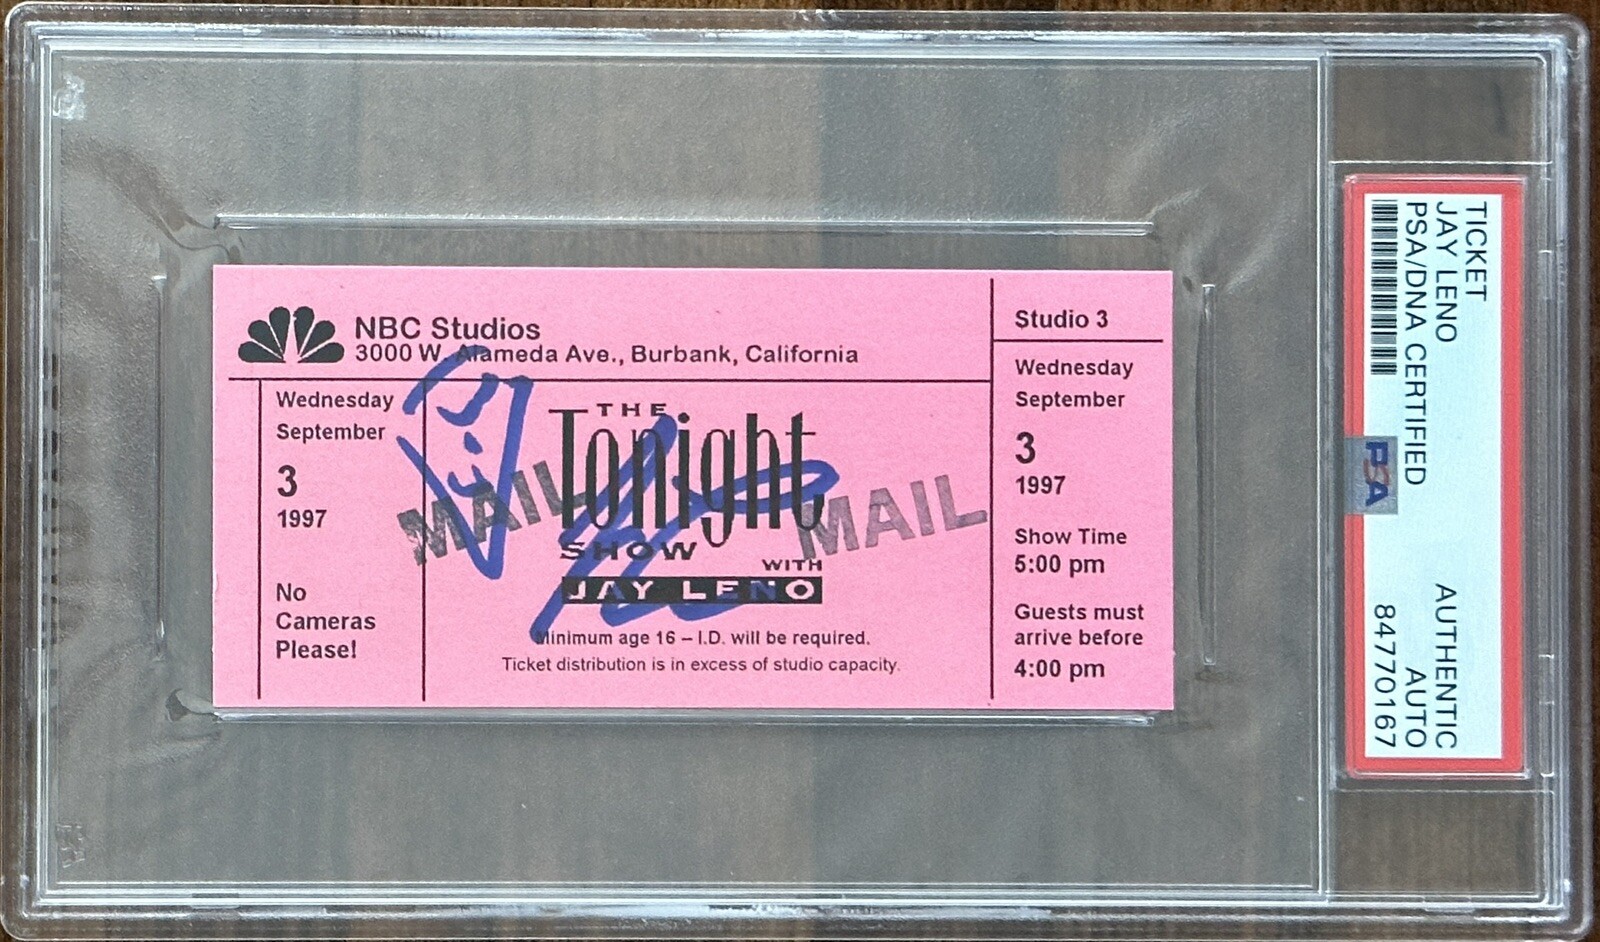 NBC Studios
3000 W. Alameda Ave., Burbank, California
Wednesday
September
3
1997
No
Cameras
Please!
THE
Tonight
SHOW
WITH
JAY LENO
MAIL
MAIL
Minimum age 16 – I.D. will be required.
Ticket distribution is in excess of studio capacity.
Studio 3
Wednesday
September
3
1997
Show Time
5:00 pm
Guests must
arrive before
4:00 pm
TICKET
JAY LENO AUTHENTIC
PSA/DNA CERTIFIED AUTO
84770167
PSA